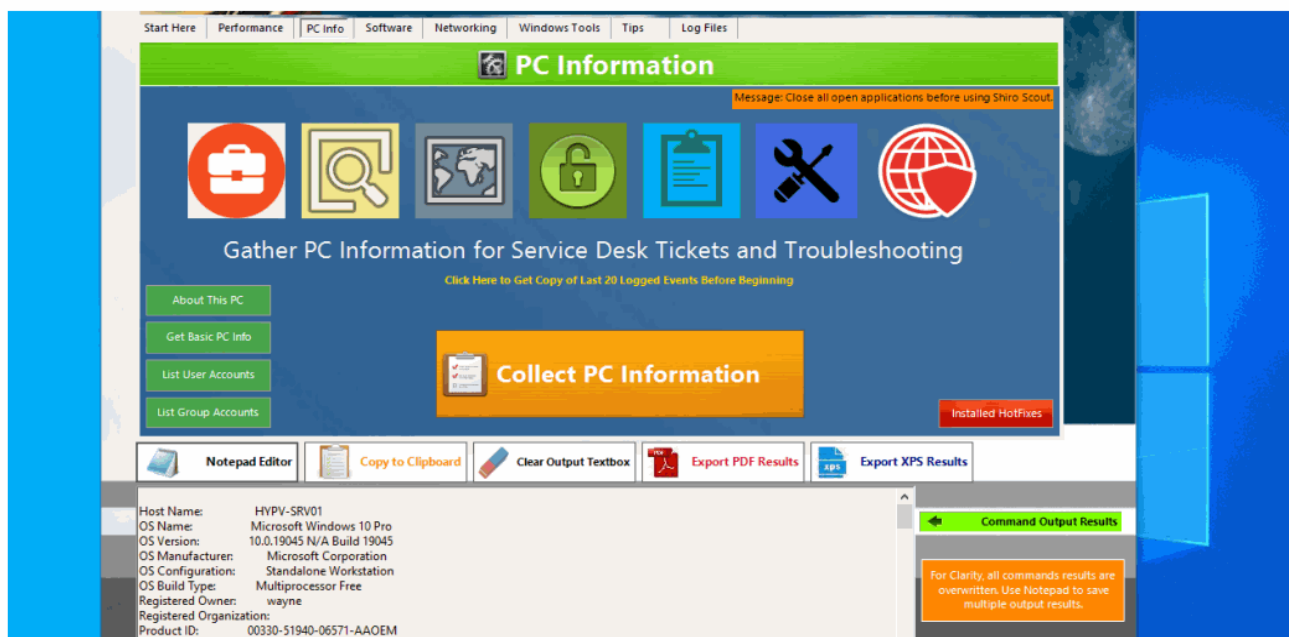 Start Here Performance PC Info Software Networking Windows Tools Tips Log Files
PC Information
Message: Close all open applications before using Shiro Scout.
Gather PC Information for Service Desk Tickets and Troubleshooting
Click Here to Get Copy of Last 20 Logged Events Before Beginning
About This PC
Get Basic PC Info
List User Accounts
List Group Accounts
Collect PC Information
Installed HotFixes
Notepad Editor Copy to Clipboard Clear Output Textbox PDF Export PDF Results xps Export XPS Results
Host Name: HYPV-SRV01
OS Name: Microsoft Windows 10 Pro
OS Version: 10.0.19045 N/A Build 19045
OS Manufacturer: Microsoft Corporation
OS Configuration: Standalone Workstation
OS Build Type: Multiprocessor Free
Registered Owner: wayne
Registered Organization:
Product ID: 00330-51940-06571-AAOEM
Command Output Results
For Clarity, all commands results are
overwritten. Use Notepad to save
multiple output results.